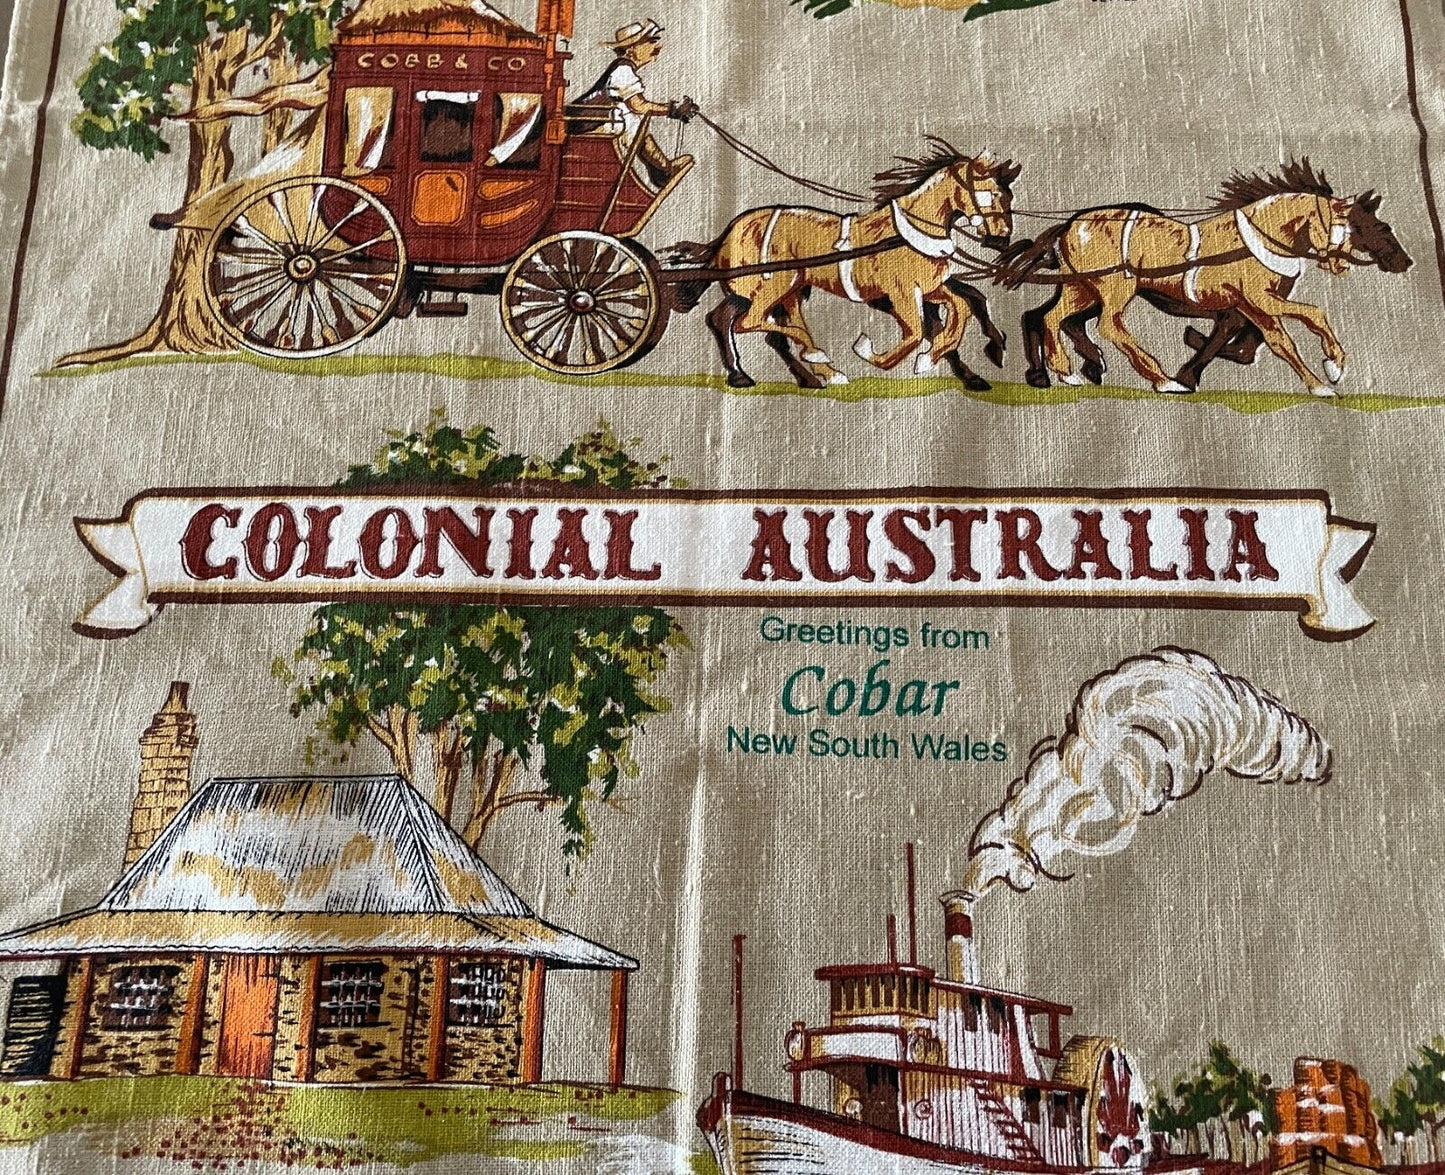 COBB & CO
COLONIAL AUSTRALIA
Greetings from
Cobar
New South Wales